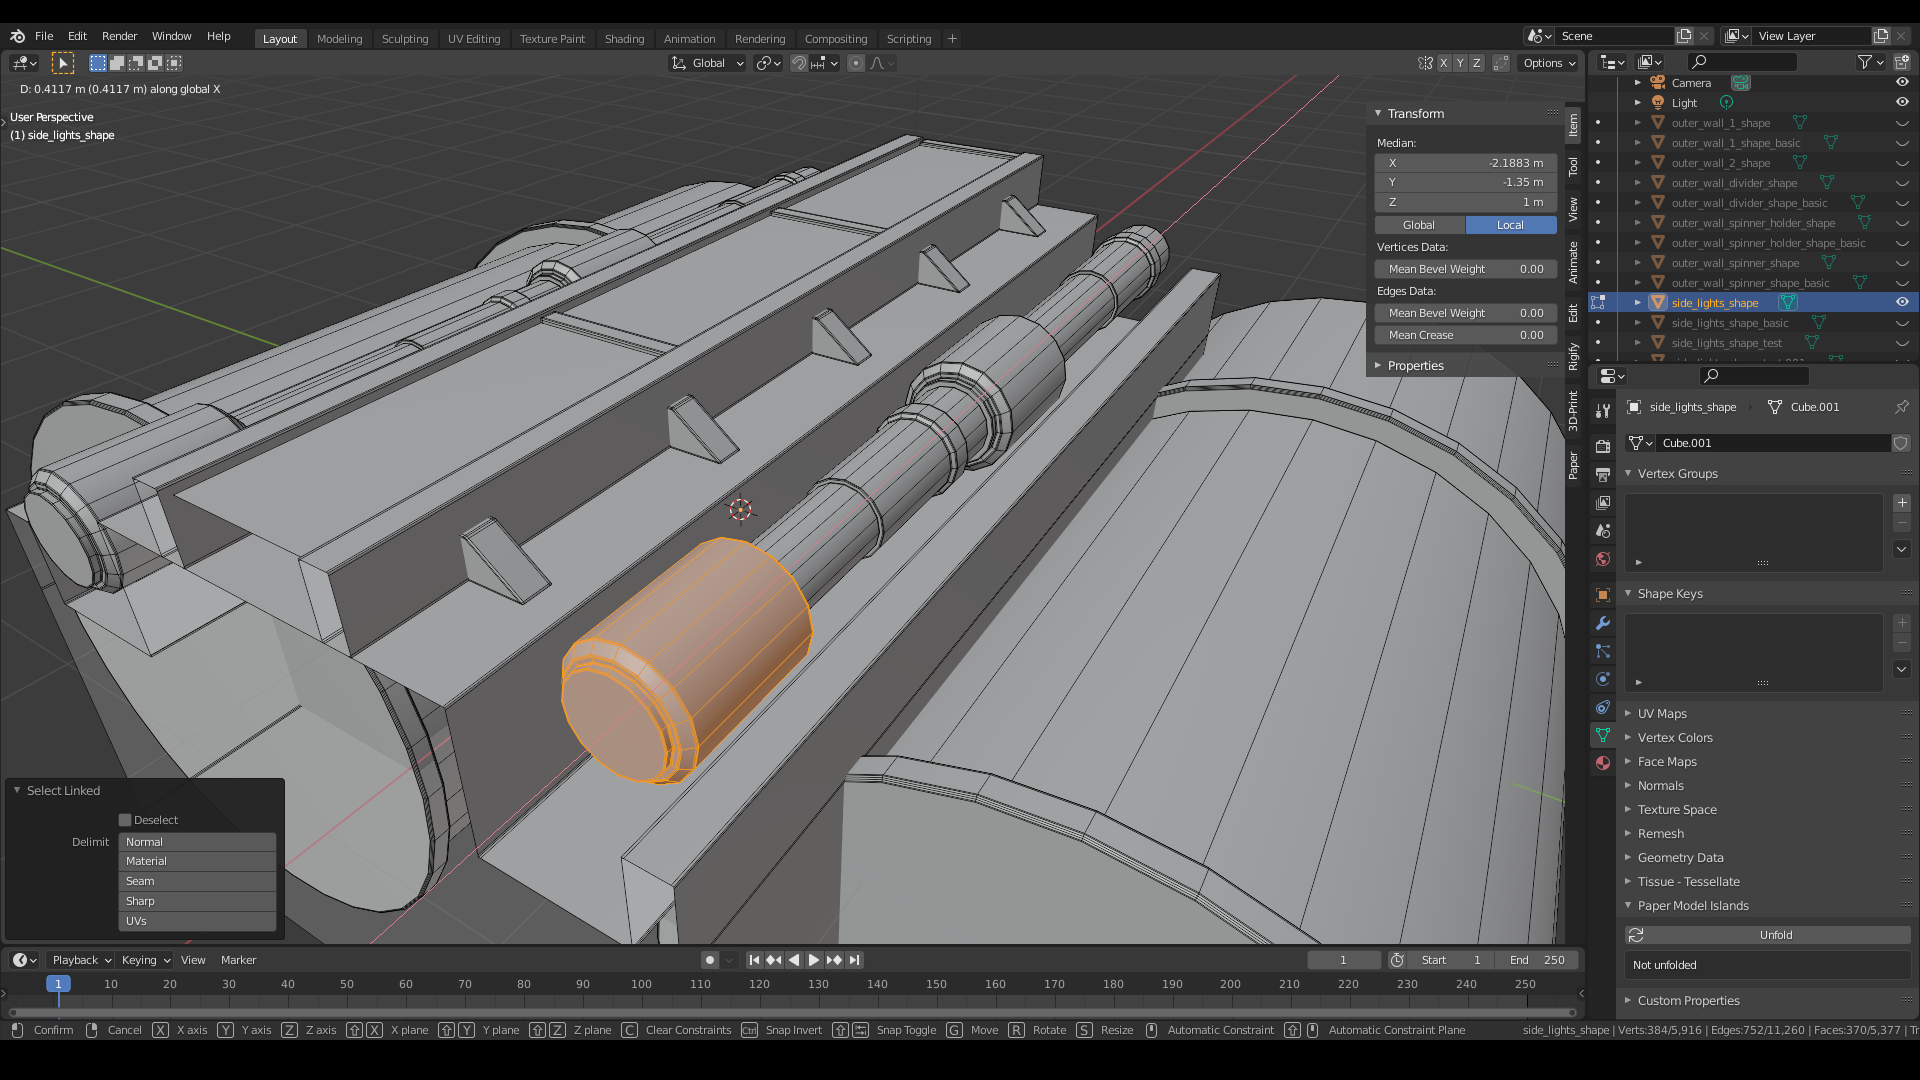 File Edit Render Window Help Layout Modeling Sculpting UV Editing Texture Paint Shading Animation Rendering Compositing Scripting + Scene View Layer
Global X Y Z Options
D: 0.4117 m (0.4117 m) along global X
User Perspective
(1) side_lights_shape
Transform
Median:
X -2.1883 m
Y -1.35 m
Z 1 m
Global Local
Vertices Data:
Mean Bevel Weight 0.00
Edges Data:
Mean Bevel Weight 0.00
Mean Crease 0.00
Properties
Item
Tool
View
Animate
Edit
Rigify
3D-Print
Paper
Camera
Light
outer_wall_1_shape
outer_wall_1_shape_basic
outer_wall_2_shape
outer_wall_divider_shape
outer_wall_divider_shape_basic
outer_wall_spinner_holder_shape
outer_wall_spinner_holder_shape_basic
outer_wall_spinner_shape
outer_wall_spinner_shape_basic
side_lights_shape
side_lights_shape_basic
side_lights_shape_test
side_lights_shape Cube.001
Cube.001
Vertex Groups
Shape Keys
UV Maps
Vertex Colors
Face Maps
Normals
Texture Space
Remesh
Geometry Data
Tissue - Tessellate
Paper Model Islands
Unfold
Not unfolded
Custom Properties
Select Linked
Deselect
Delimit Normal
Material
Seam
Sharp
UVs
Playback Keying View Marker 1 Start 1 End 250
1 10 20 30 40 50 60 70 80 90 100 110 120 130 140 150 160 170 180 190 200 210 220 230 240 250
Confirm Cancel X X axis Y Y axis Z Z axis X X plane Y Y plane Z Z plane C Clear Constraints Ctrl Snap Invert Snap Toggle G Move R Rotate S Resize Automatic Constraint Automatic Constraint Plane side_lights_shape | Verts:384/5,916 | Edges:752/11,260 | Faces:370/5,377 | Tr